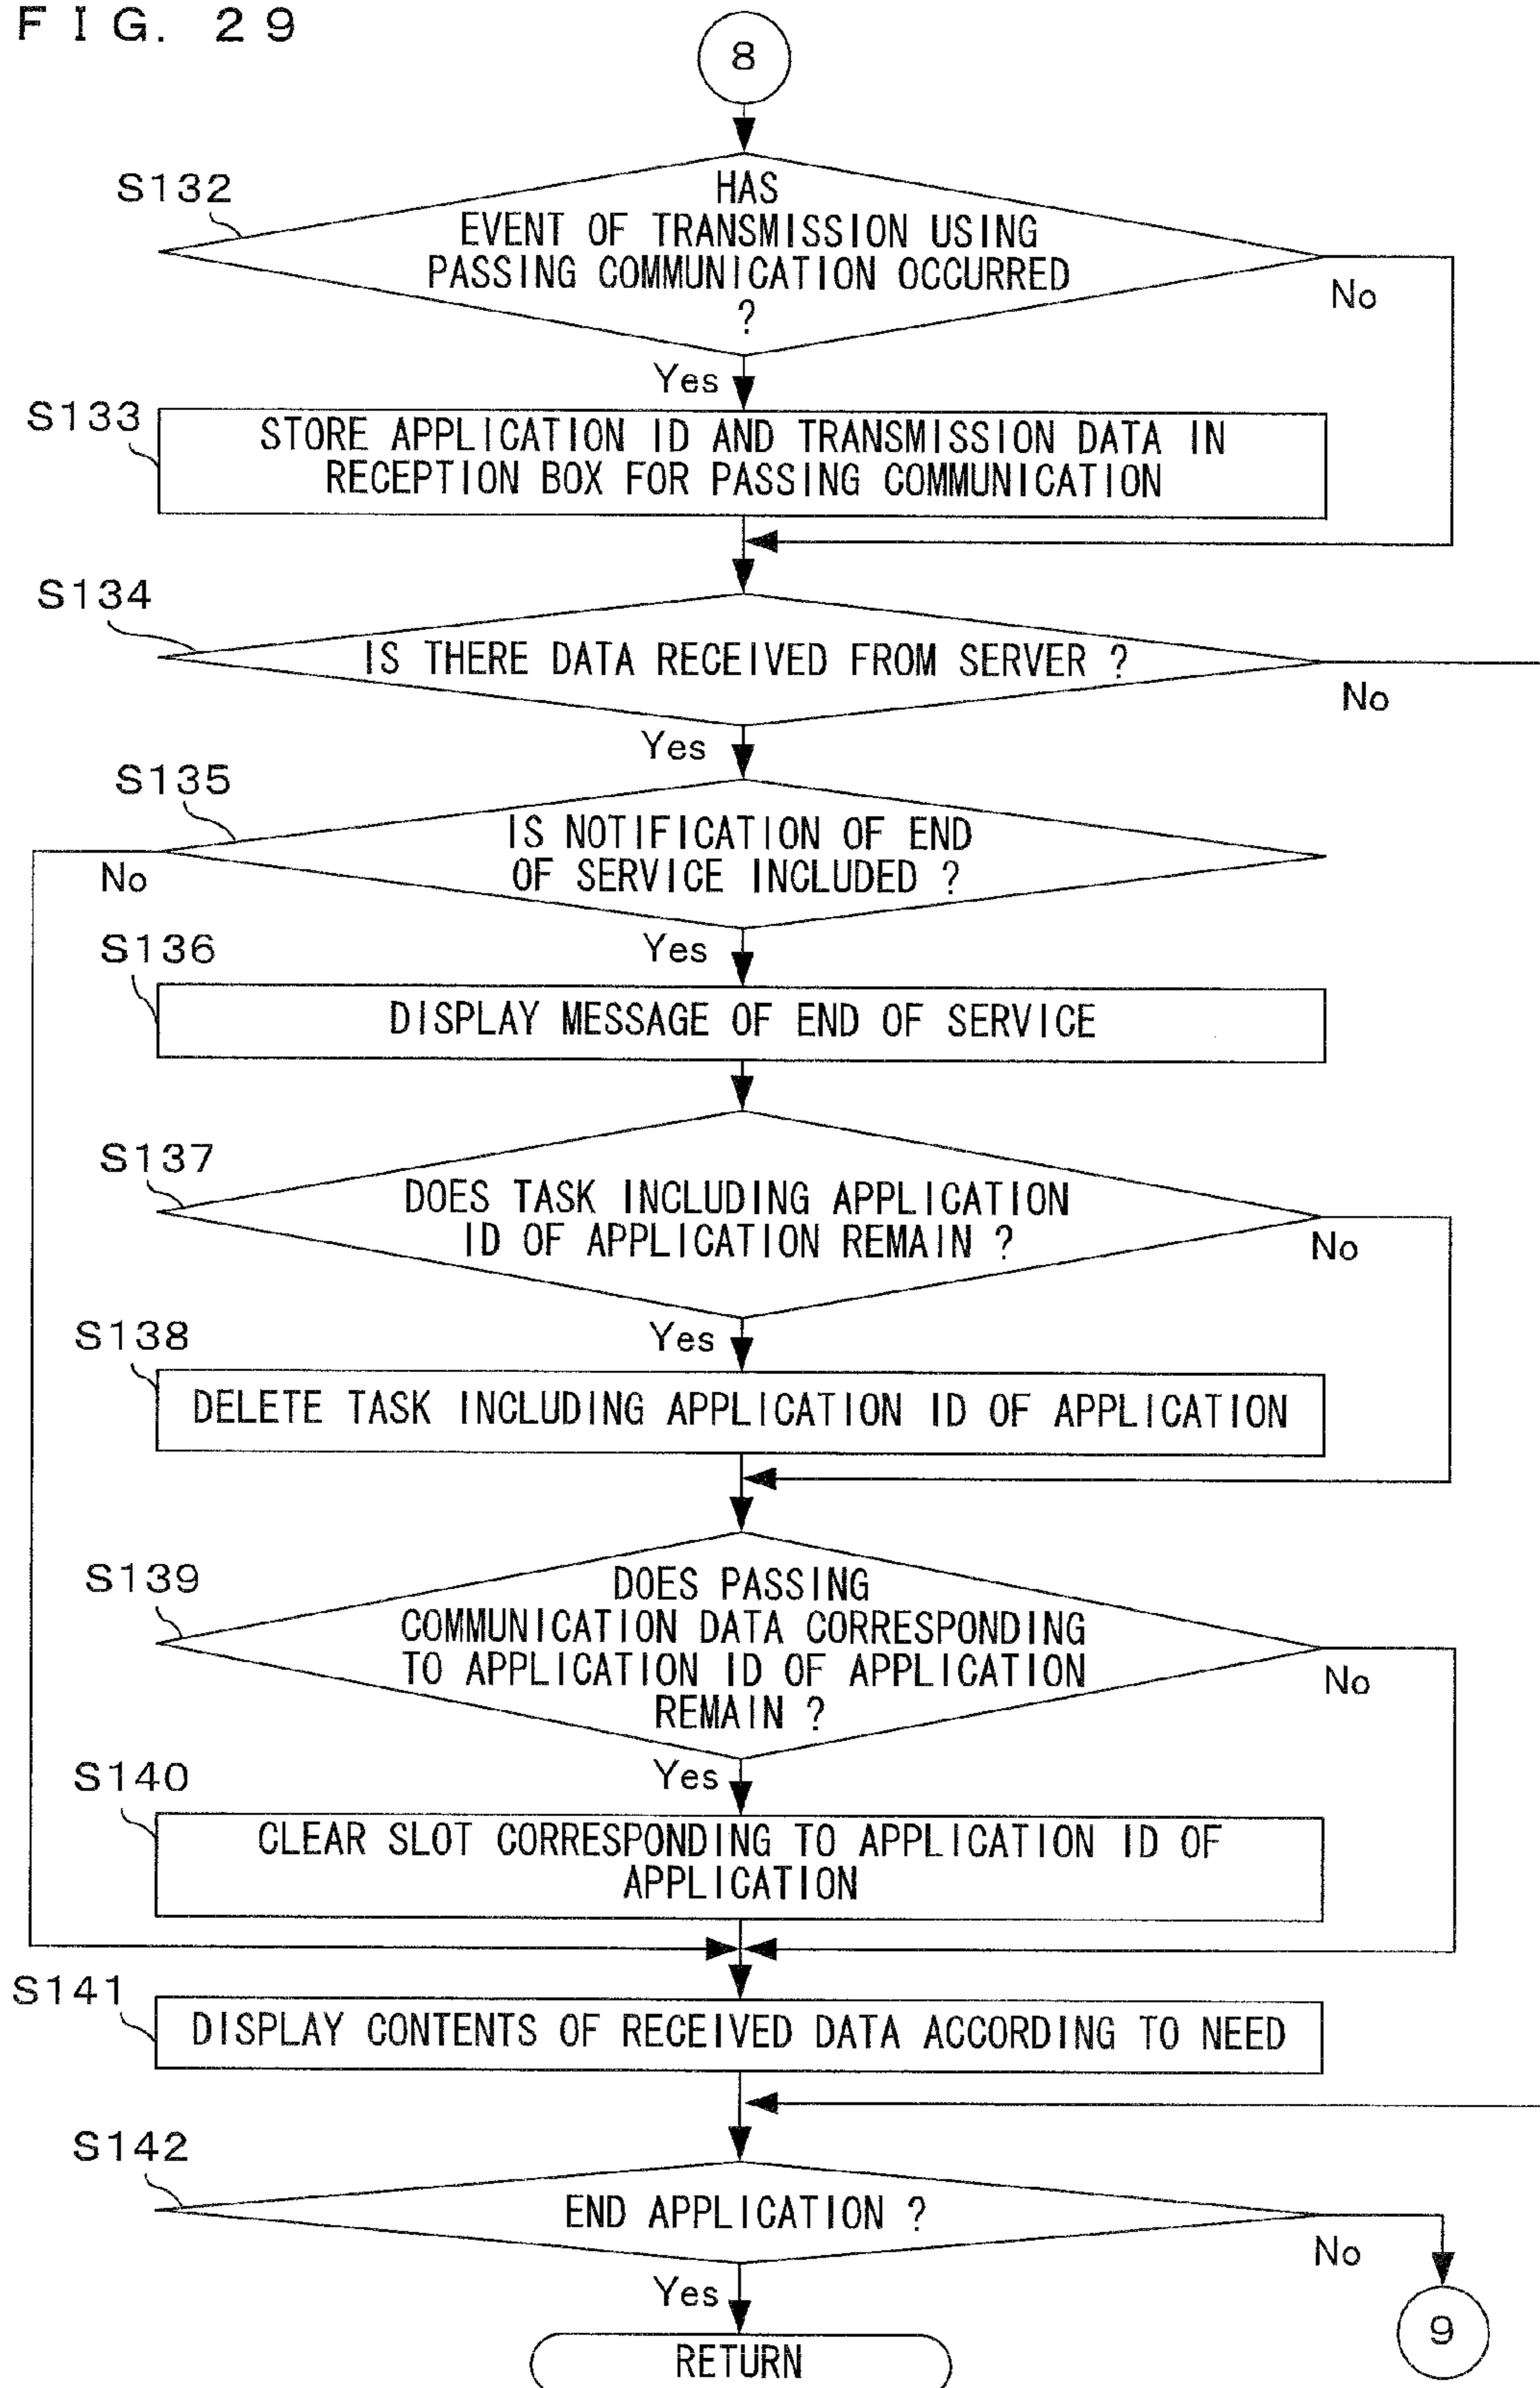 FIG. 29
8
S132
HAS
EVENT OF TRANSMISSION USING
PASSING COMMUNICATION OCCURRED
?
No
Yes
S133
STORE APPLICATION ID AND TRANSMISSION DATA IN
RECEPTION BOX FOR PASSING COMMUNICATION
S134
IS THERE DATA RECEIVED FROM SERVER ?
No
Yes
S135
IS NOTIFICATION OF END
OF SERVICE INCLUDED ?
No
Yes
S136
DISPLAY MESSAGE OF END OF SERVICE
S137
DOES TASK INCLUDING APPLICATION
ID OF APPLICATION REMAIN ?
No
Yes
S138
DELETE TASK INCLUDING APPLICATION ID OF APPLICATION
S139
DOES PASSING
COMMUNICATION DATA CORRESPONDING
TO APPLICATION ID OF APPLICATION
REMAIN ?
No
Yes
S140
CLEAR SLOT CORRESPONDING TO APPLICATION ID OF
APPLICATION
S141
DISPLAY CONTENTS OF RECEIVED DATA ACCORDING TO NEED
S142
END APPLICATION ?
No
Yes
9
RETURN